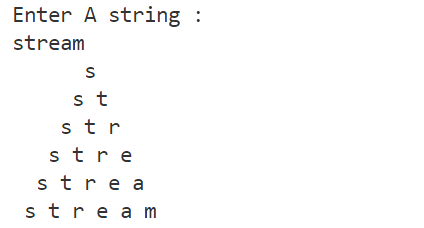 Enter A string :
stream
      s
     s t
    s t r
   s t r e
  s t r e a
 s t r e a m